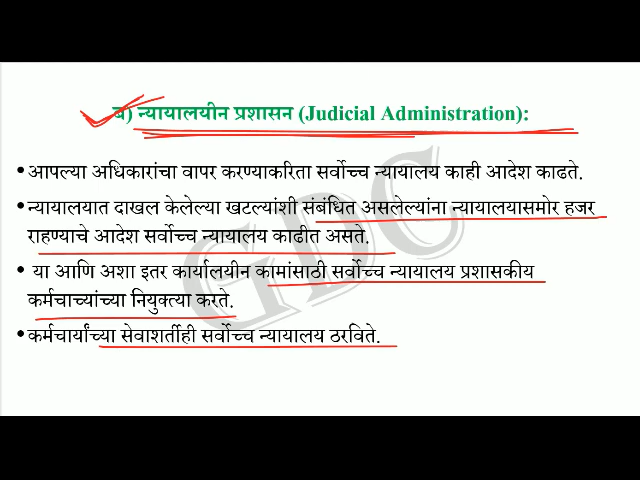 ब) न्यायालयीन प्रशासन (Judicial Administration):
• आपल्या अधिकारांचा वापर करण्याकरिता सर्वोच्च न्यायालय काही आदेश काढते.
• न्यायालयात दाखल केलेल्या खटल्यांशी संबंधित असलेल्यांना न्यायालयासमोर हजर
राहण्याचे आदेश सर्वोच्च न्यायालय काढीत असते.
• या आणि अशा इतर कार्यालयीन कामांसाठी सर्वोच्च न्यायालय प्रशासकीय
कर्मचाच्यांच्या नियुक्त्या करते.
• कर्मचार्यांच्या सेवाशर्तीही सर्वोच्च न्यायालय ठरविते.
GDC